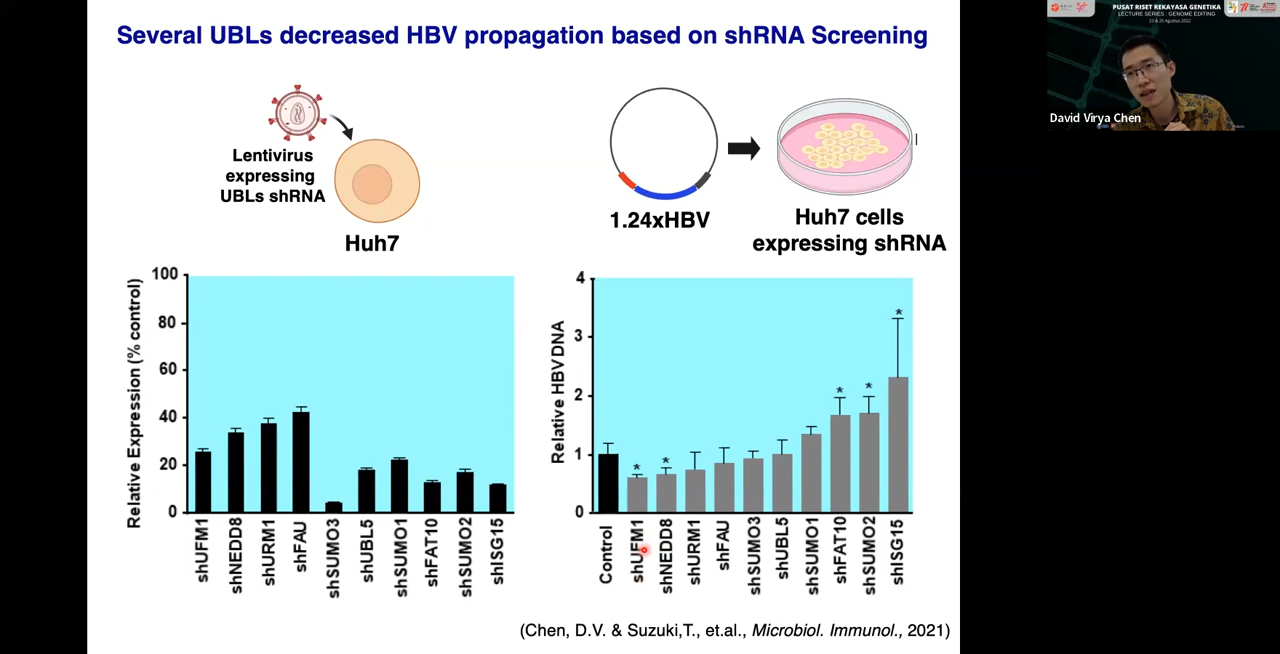 Several UBLs decreased HBV propagation based on shRNA Screening
Lentivirus
expressing
UBLs shRNA
Huh7
1.24xHBV
Huh7 cells
expressing shRNA
Relative Expression (% control)
100
80
60
40
20
0
shUFM1
shNEDD8
shURM1
shFAU
shSUMO3
shUBL5
shSUMO1
shFAT10
shSUMO2
shISG15
Relative HBV DNA
4
3
2
1
0
*
*
*
*
*
Control
shUFM1
shNEDD8
shURM1
shFAU
shSUMO3
shUBL5
shSUMO1
shFAT10
shSUMO2
shISG15
(Chen, D.V. & Suzuki,T., et.al., Microbiol. Immunol., 2021)
PUSAT RISET REKAYASA GENETIKA
LECTURE SERIES : GENOME EDITING
23 & 25 Agustus 2022
David Virya Chen